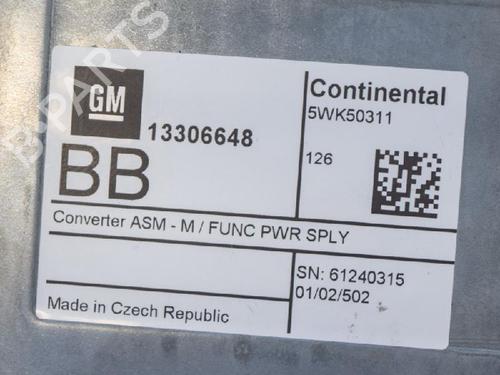 GM
13306648
BB
Continental
5WK50311
126
Converter ASM - M / FUNC PWR SPLY
SN: 61240315
01/02/502
Made in Czech Republic
B-PARTS